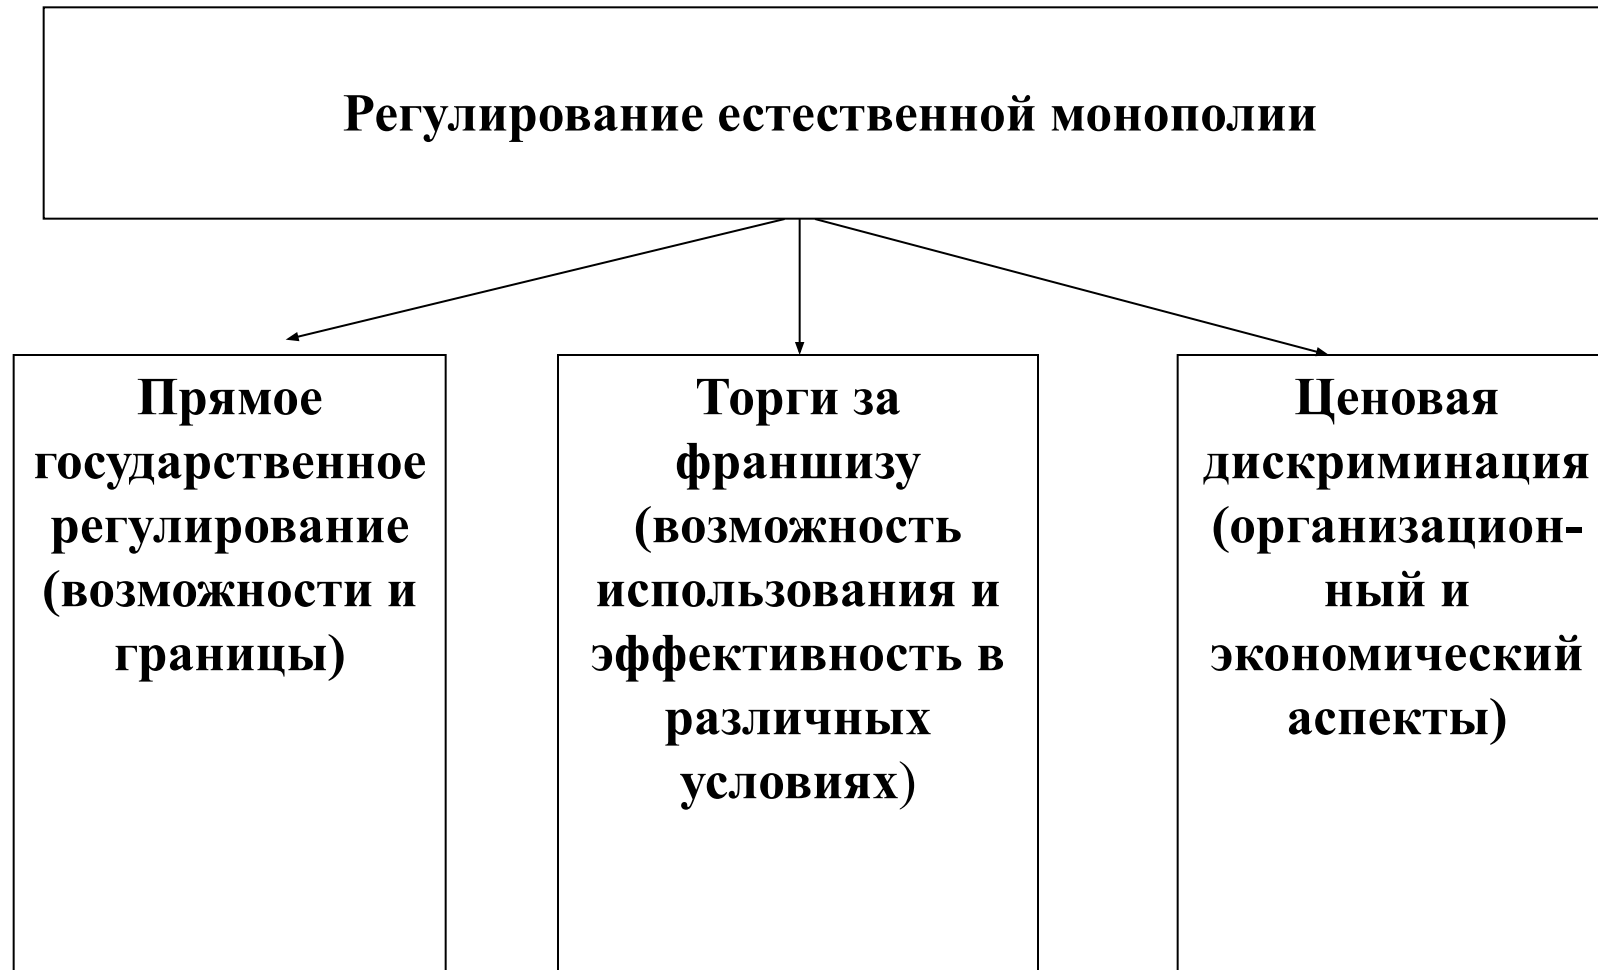 Регулирование естественной монополии
Прямое
государственное
регулирование
(возможности и
границы)
Торги за
франшизу
(возможность
использования и
эффективность в
различных
условиях)
Ценовая
дискриминация
(организацион-
ный и
экономический
аспекты)